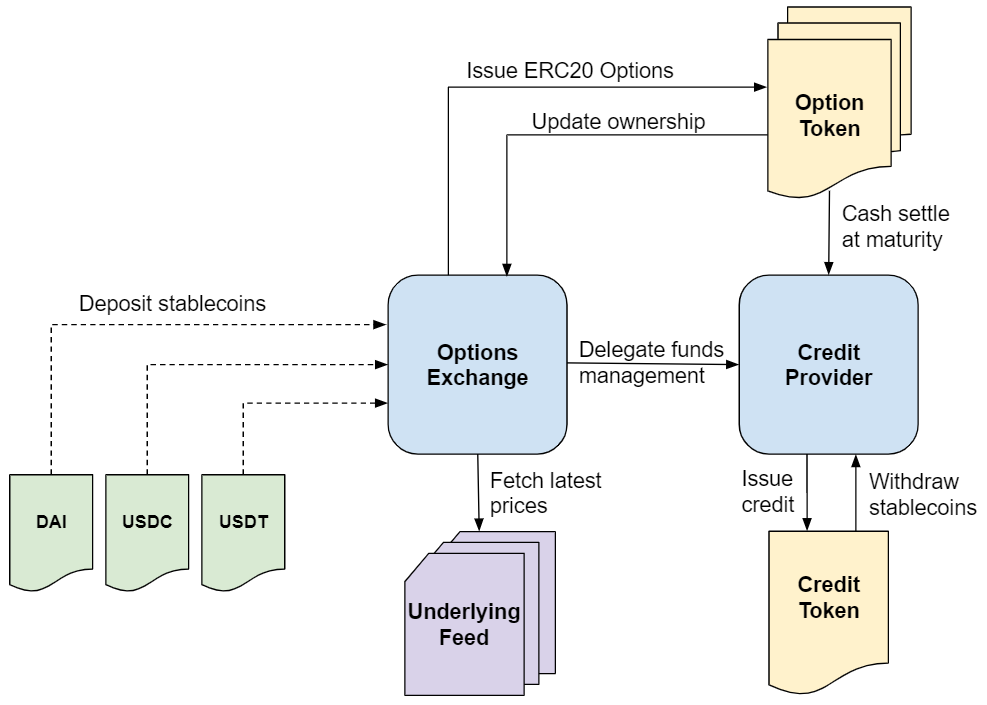 Issue ERC20 Options
Option
Token
Update ownership
Cash settle
at maturity
Deposit stablecoins
Options
Exchange
Delegate funds
management
Credit
Provider
Fetch latest
prices
Issue
credit
Withdraw
stablecoins
DAI
USDC
USDT
Underlying
Feed
Credit
Token